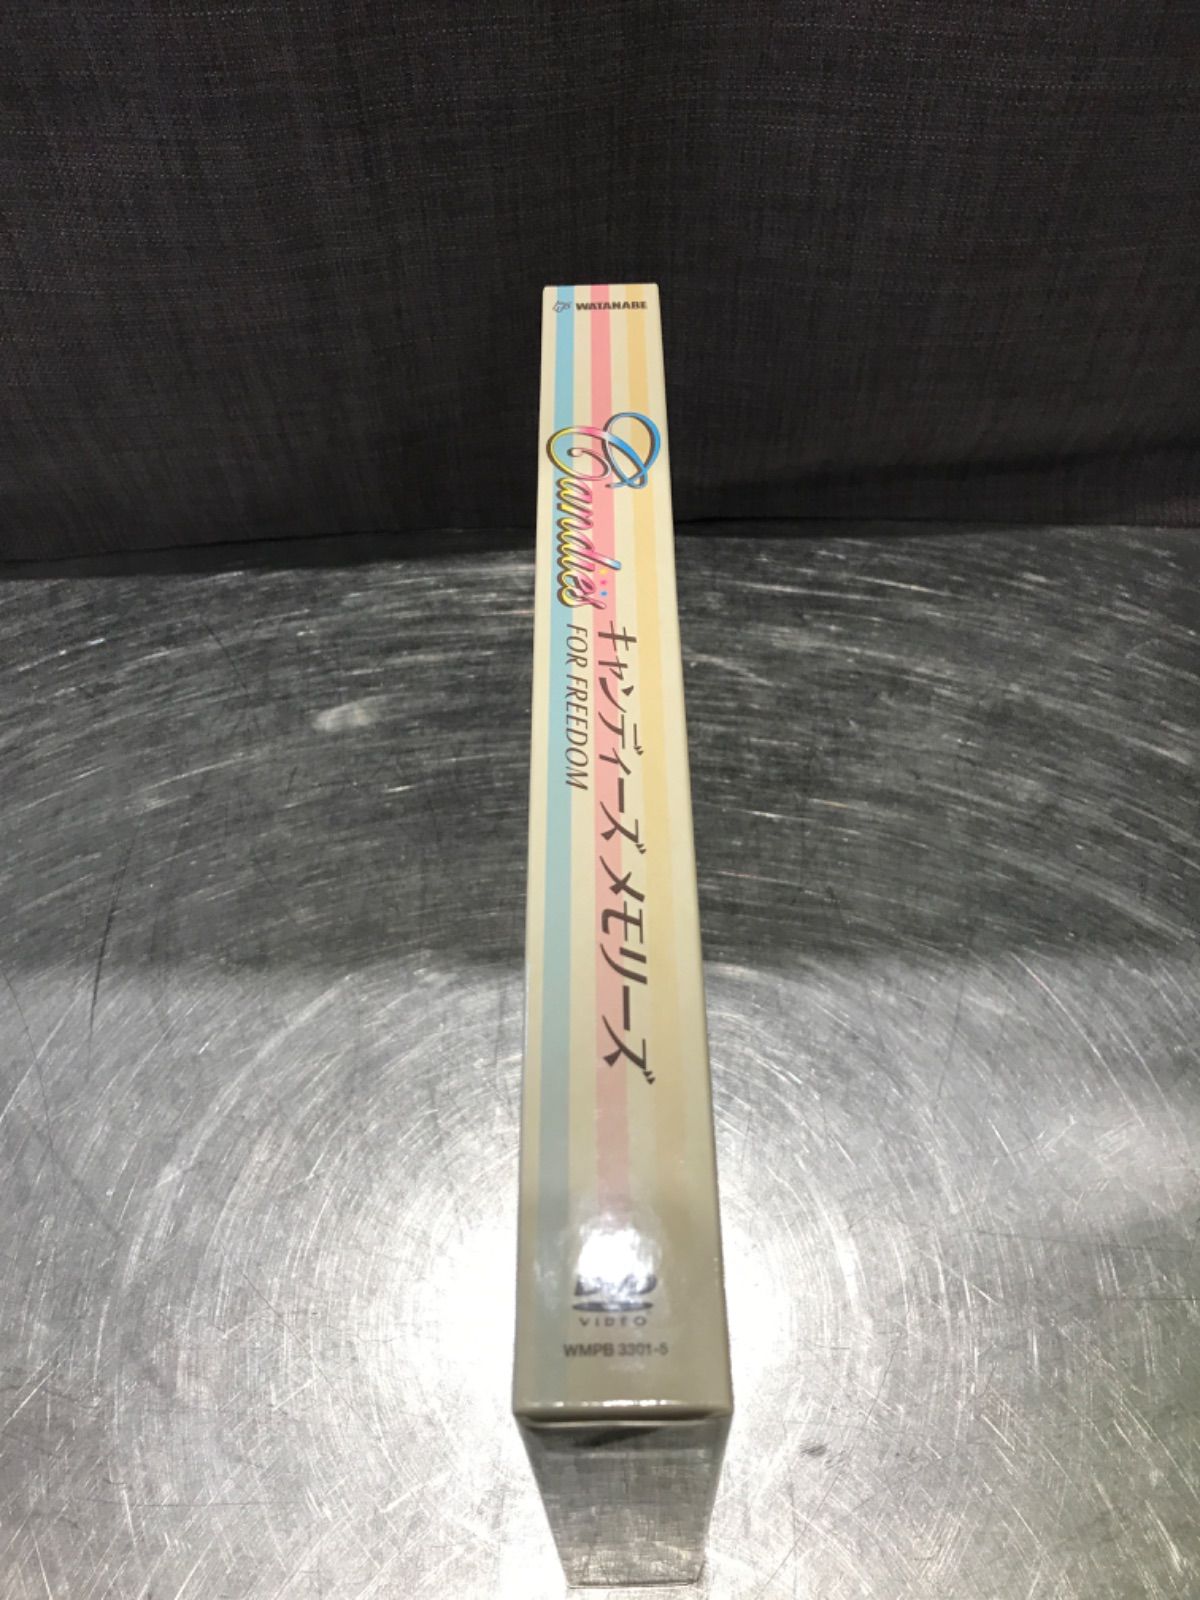 WATANABE
Candies
FOR FREEDOM
キャンディーズ メモリーズ
DVD
VIDEO
WMPB 3301-5